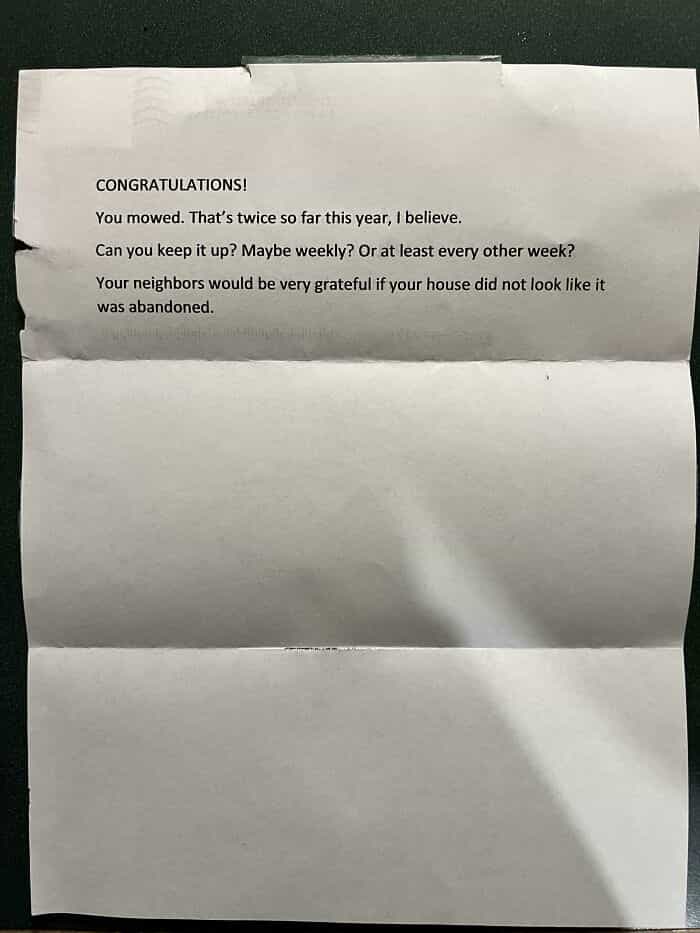 CONGRATULATIONS!
You mowed. That's twice so far this year, I believe.
Can you keep it up? Maybe weekly? Or at least every other week?
Your neighbors would be very grateful if your house did not look like it
was abandoned.